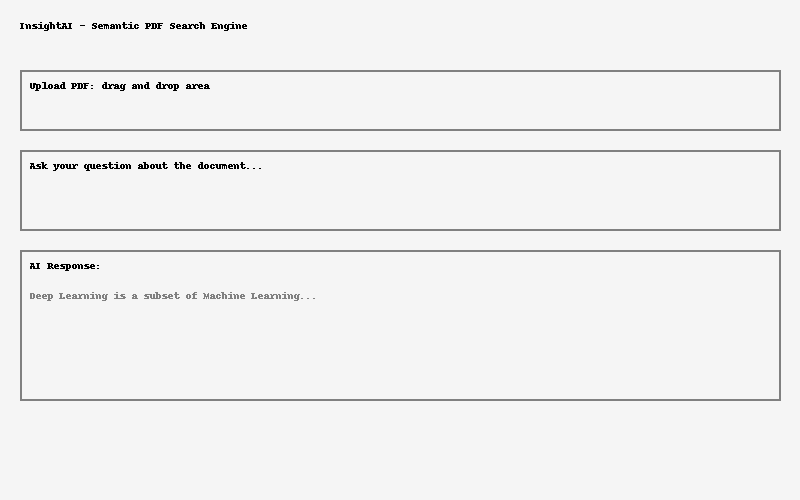 InsightAI - Semantic PDF Search Engine
Upload PDF: drag and drop area
Ask your question about the document...
AI Response:
Deep Learning is a subset of Machine Learning...